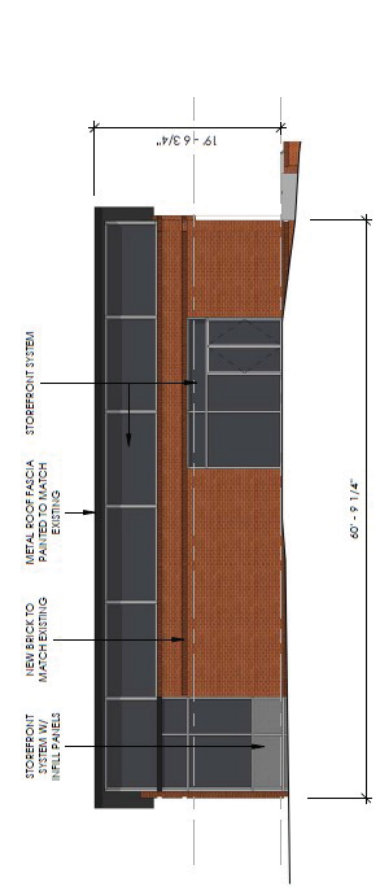 STOREFRONT
SYSTEM W/
INFILL PANELS
NEW BRICK TO
MATCH EXISTING
METAL ROOF FASCIA
PAINTED TO MATCH
EXISTING
STOREFRONT SYSTEM
19' - 6 3/4"
60' - 9 1/4"